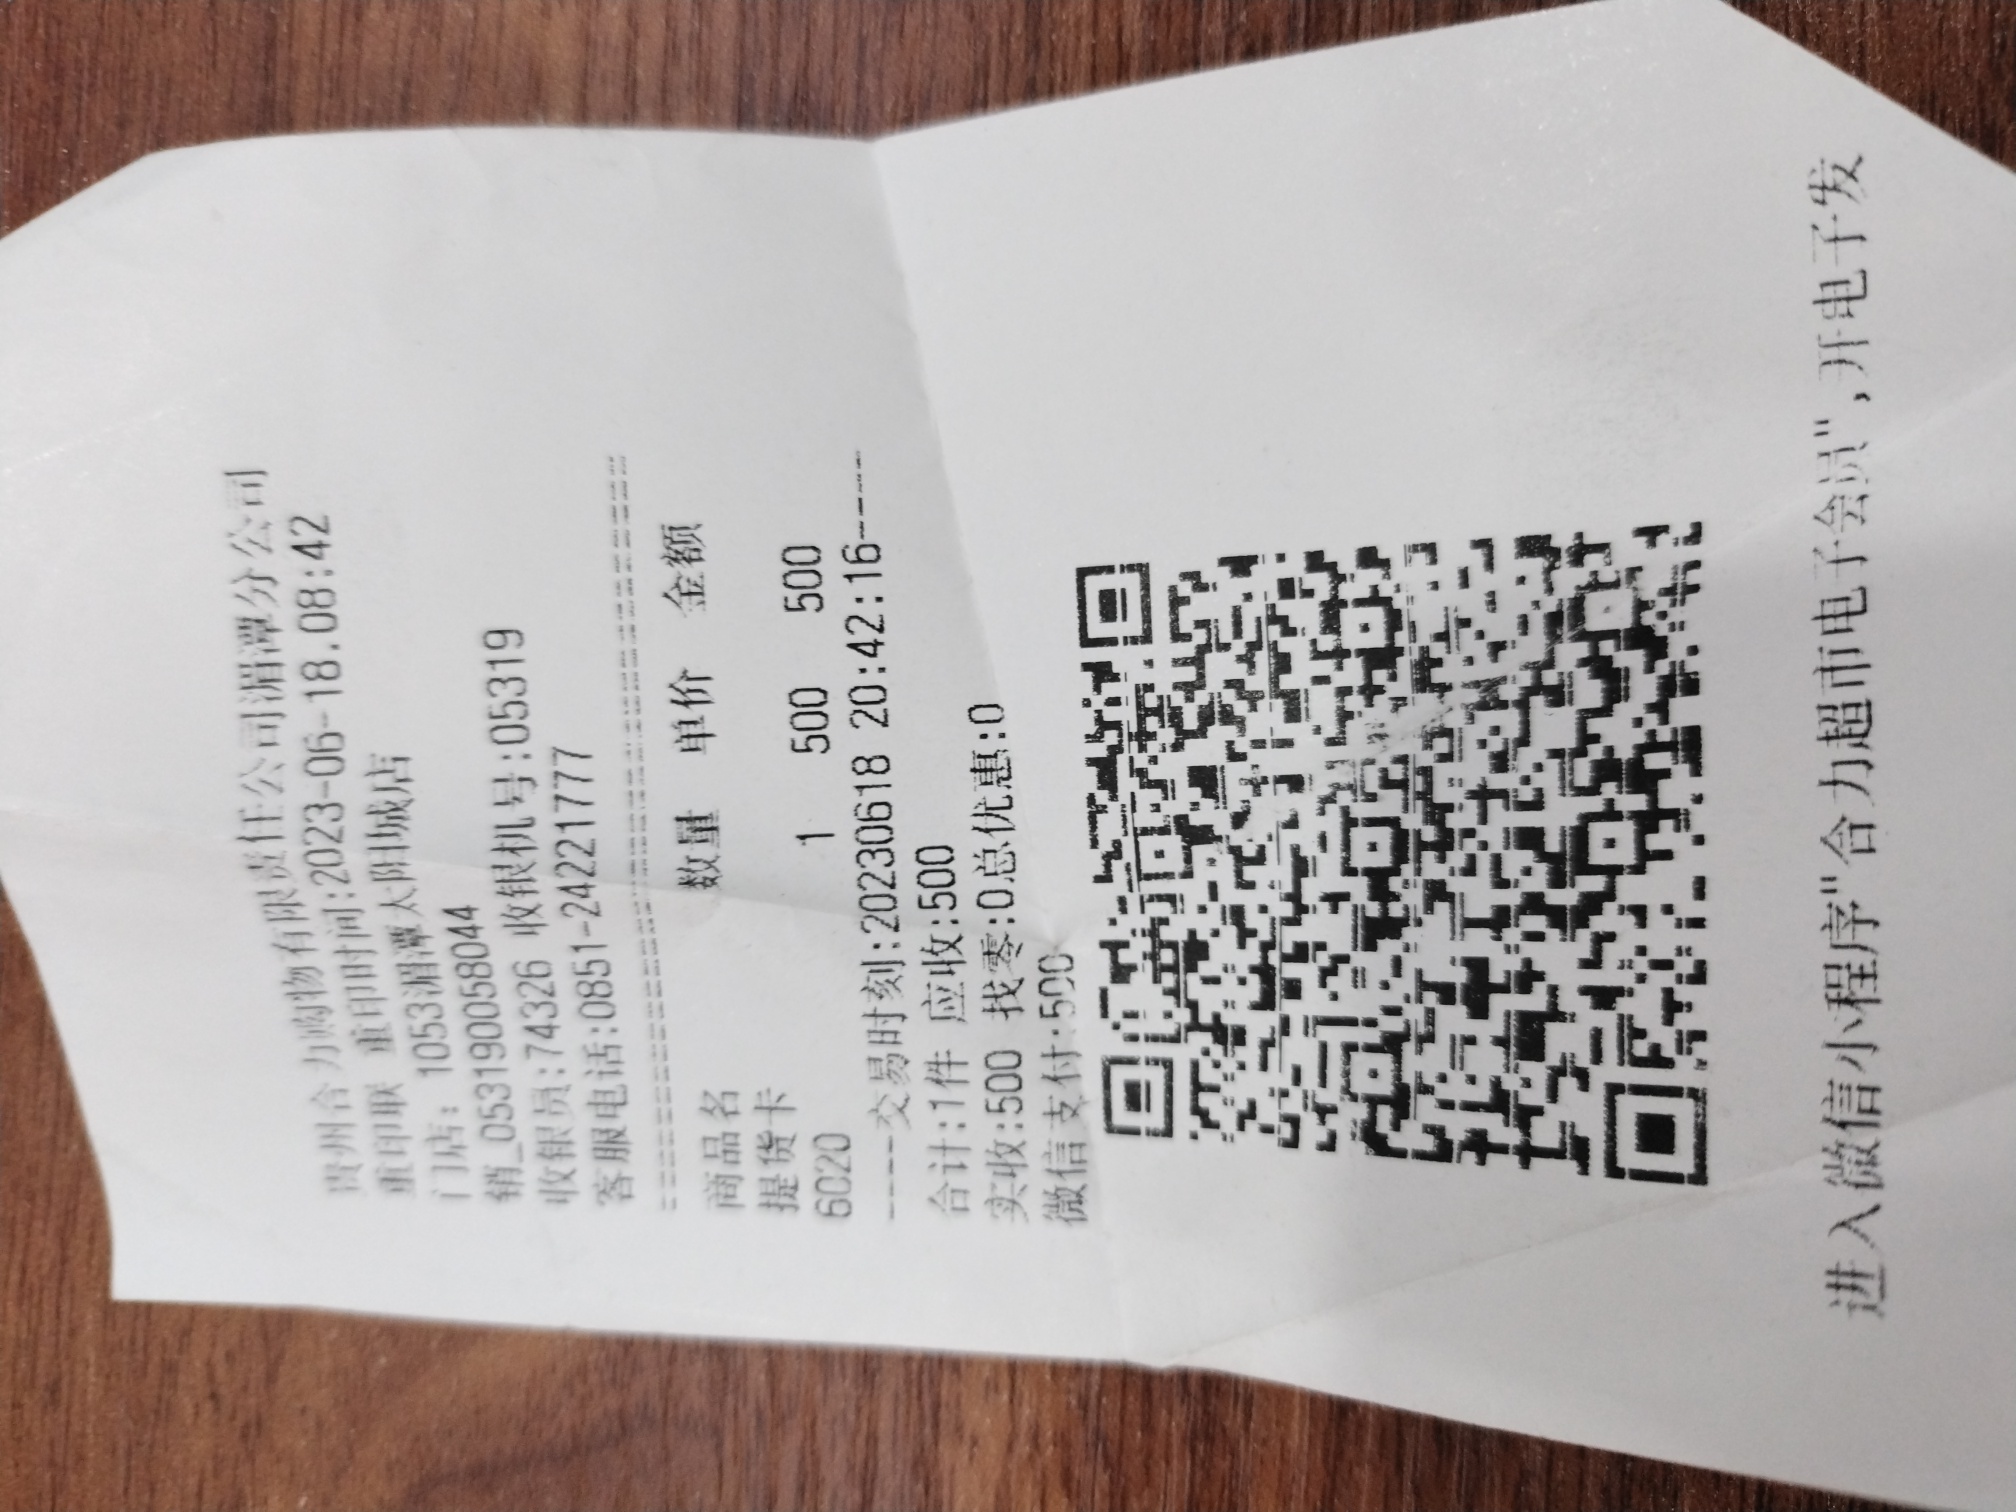 贵州合力购物有限责任公司湄潭分公司
重印联 重印时间:2023-06-18.08:42
门店: 1053湄潭太阳城店
销_053190058044
收银员:74326 收银机号:05319
客服电话:0851-24221777
商品名 数量 单价 金额
提货卡
6020 1 500 500
-----交易时刻:20230618 20:42:16----
合计:1件 应收:500
实收:500 找零:0总优惠:0
微信支付:500
进入微信小程序"合力超市电子会员",开电子发